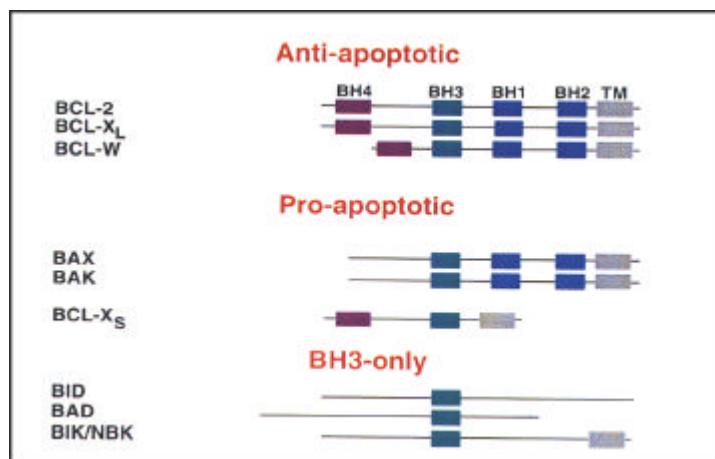 Anti-apoptotic
BH4 BH3 BH1 BH2 TM
BCL-2
BCL-XL
BCL-W
Pro-apoptotic
BAX
BAK
BCL-XS
BH3-only
BID
BAD
BIK/NBK